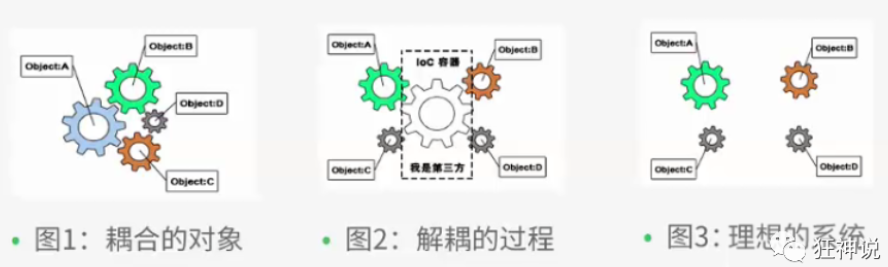 Object:B
Object:A
Object:D
Object:C
• 图1：耦合的对象
Object:A
IoC 容器
Object:B
Object:C
我是第三方
Object:D
• 图2：解耦的过程
Object:A
Object:B
Object:C
Object:D
• 图3：理想的系统
狂神说